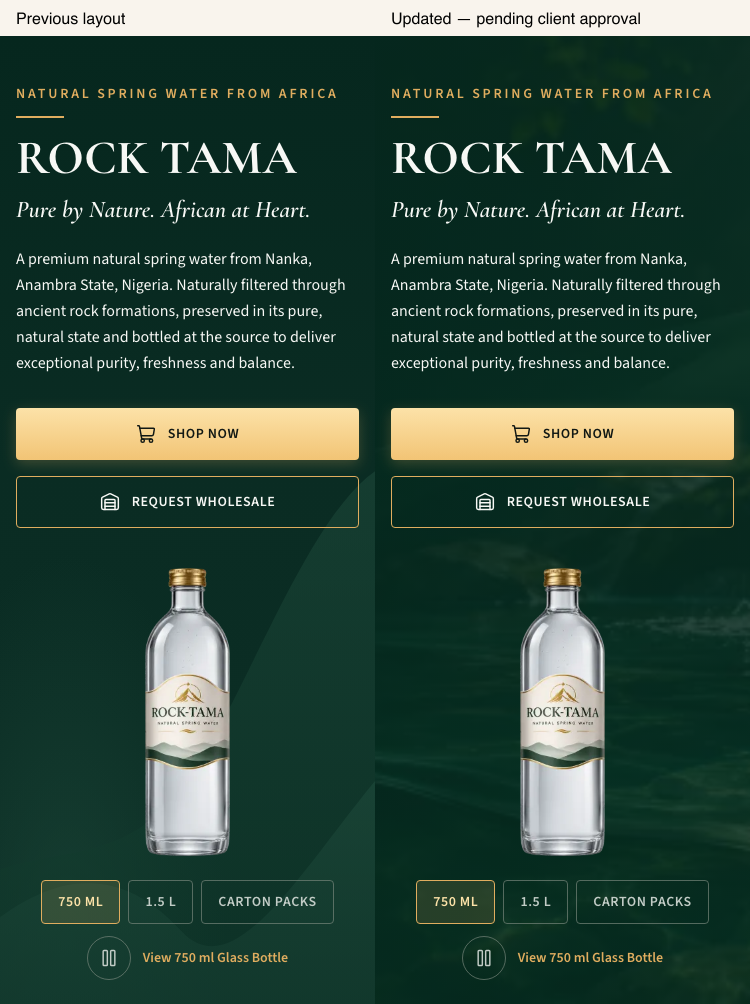 Previous layout
NATURAL SPRING WATER FROM AFRICA
ROCK TAMA
Pure by Nature. African at Heart.
A premium natural spring water from Nanka,
Anambra State, Nigeria. Naturally filtered through
ancient rock formations, preserved in its pure,
natural state and bottled at the source to deliver
exceptional purity, freshness and balance.
SHOP NOW
REQUEST WHOLESALE
ROCK-TAMA
NATURAL SPRING WATER
750 ML
1.5 L
CARTON PACKS
View 750 ml Glass Bottle
Updated — pending client approval
NATURAL SPRING WATER FROM AFRICA
ROCK TAMA
Pure by Nature. African at Heart.
A premium natural spring water from Nanka,
Anambra State, Nigeria. Naturally filtered through
ancient rock formations, preserved in its pure,
natural state and bottled at the source to deliver
exceptional purity, freshness and balance.
SHOP NOW
REQUEST WHOLESALE
ROCK-TAMA
NATURAL SPRING WATER
750 ML
1.5 L
CARTON PACKS
View 750 ml Glass Bottle